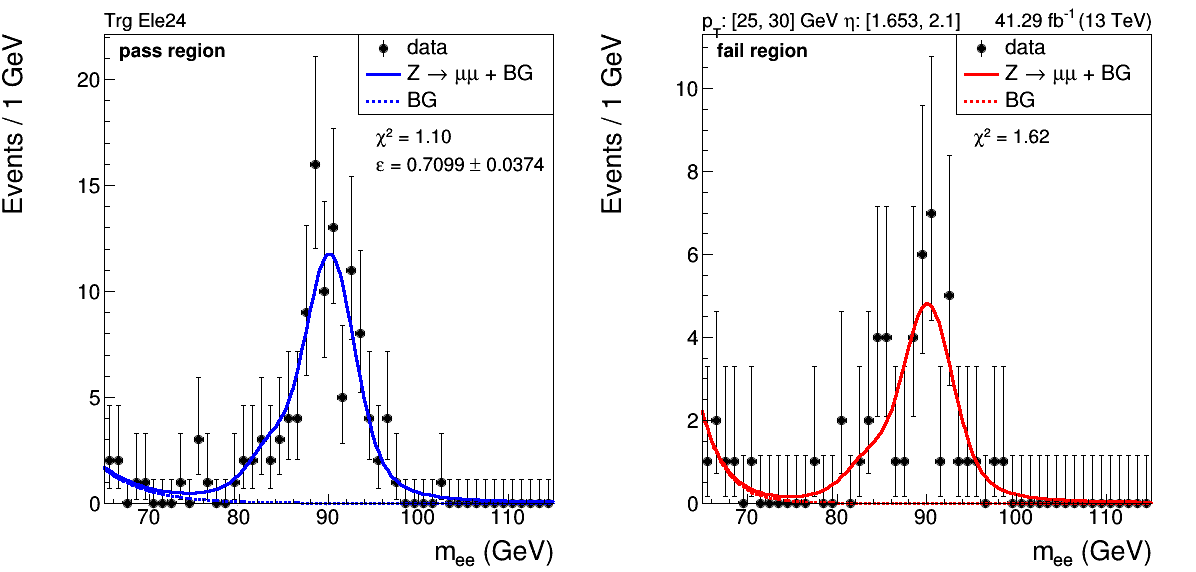 Trg Ele24
pass region
data
Z → μμ + BG
BG
χ² = 1.10
ε = 0.7099 ± 0.0374
Events / 1 GeV
20
15
10
5
0
70 80 90 100 110
m_ee (GeV)
p_T: [25, 30] GeV η: [1.653, 2.1] 41.29 fb⁻¹ (13 TeV)
fail region
data
Z → μμ + BG
BG
χ² = 1.62
Events / 1 GeV
10
8
6
4
2
0
70 80 90 100 110
m_ee (GeV)